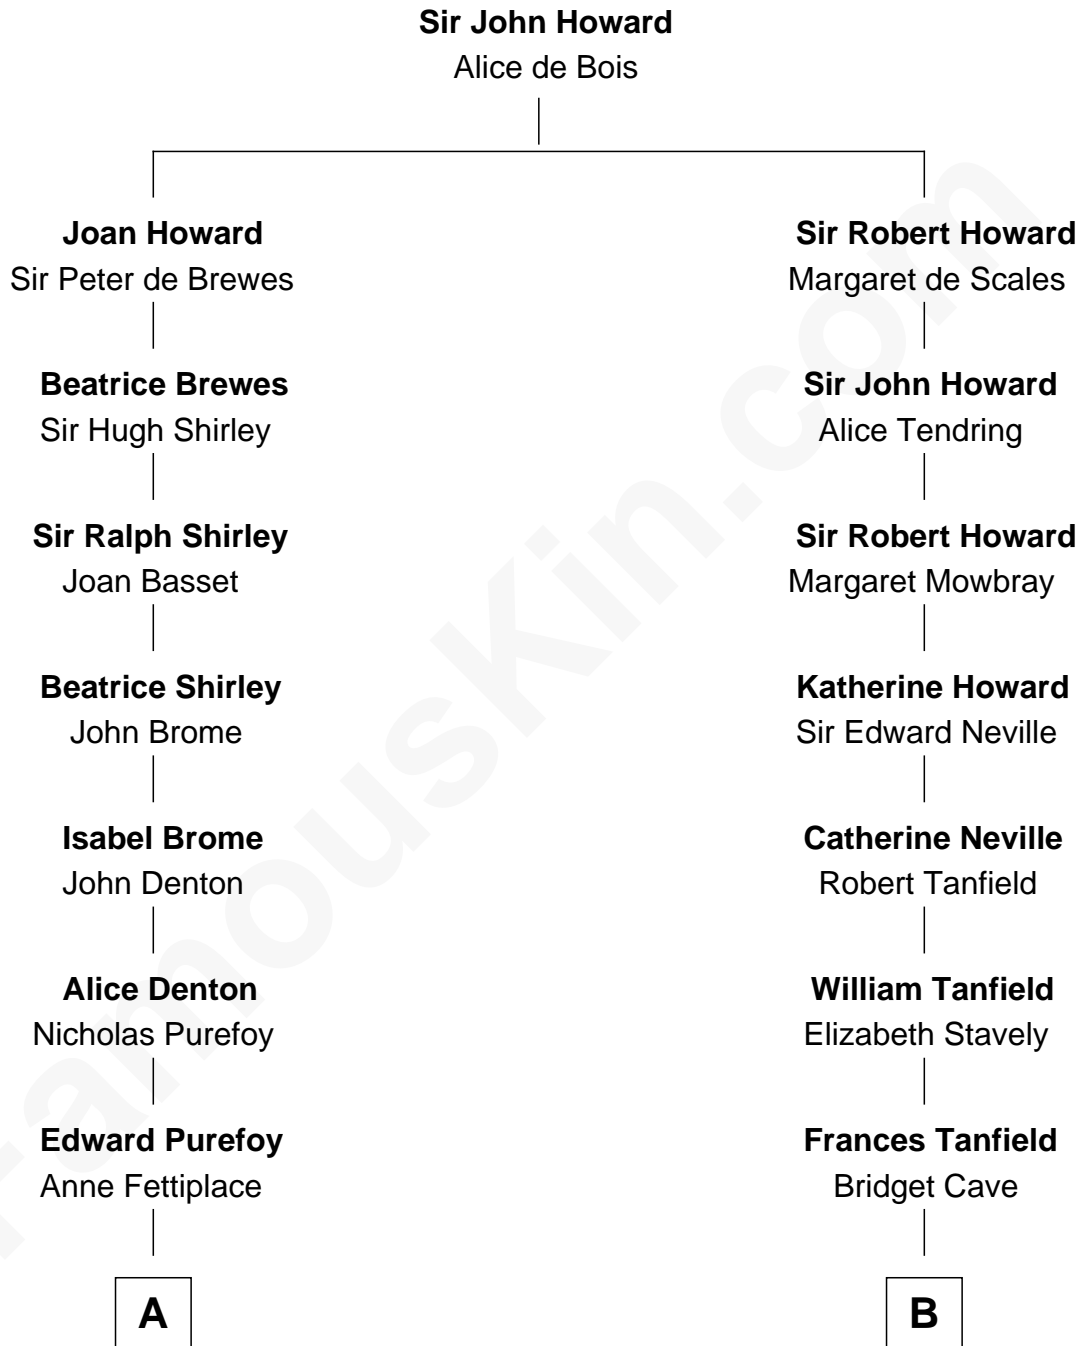 Sir John Howard
Alice de Bois
Joan Howard
Sir Peter de Brewes
Sir Robert Howard
Margaret de Scales
Beatrice Brewes
Sir Hugh Shirley
Sir John Howard
Alice Tendring
Sir Ralph Shirley
Joan Basset
Sir Robert Howard
Margaret Mowbray
Beatrice Shirley
John Brome
Katherine Howard
Sir Edward Neville
Isabel Brome
John Denton
Catherine Neville
Robert Tanfield
Alice Denton
Nicholas Purefoy
William Tanfield
Elizabeth Stavely
Edward Purefoy
Anne Fettiplace
Frances Tanfield
Bridget Cave
A
B
FamousKin.com